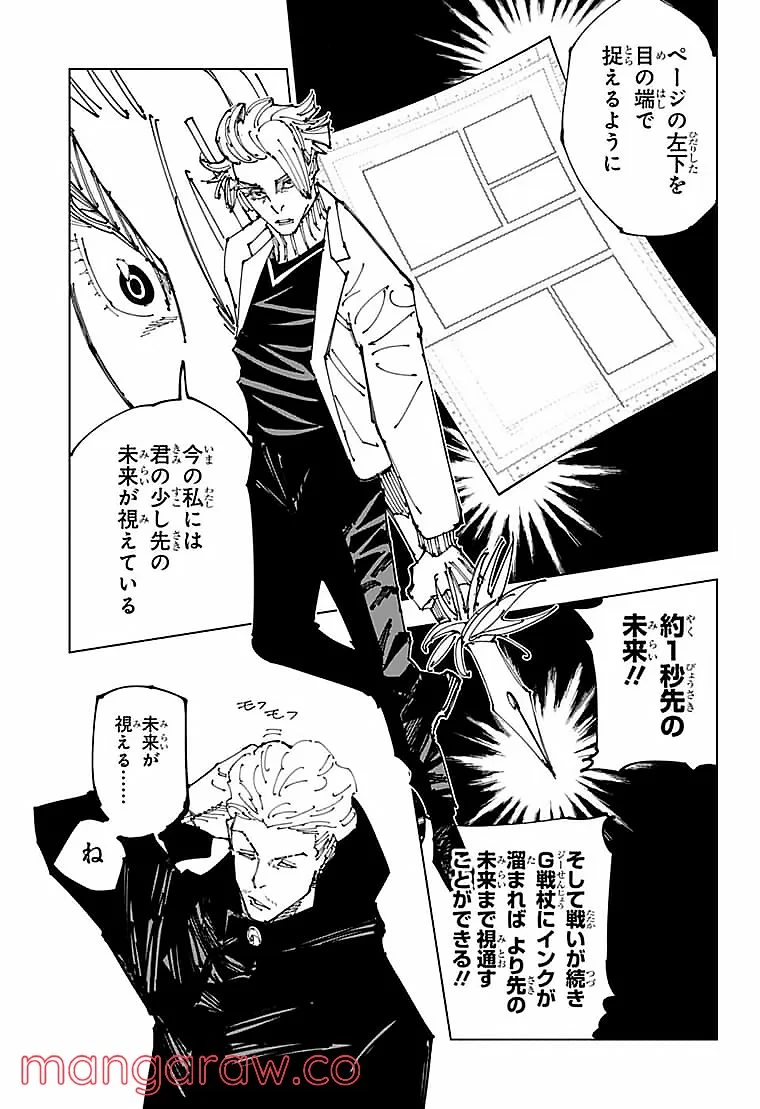 ページの左下を
目の端で
捉えるように
今の私には
君の少し先の
未来が視えている
約1秒先の
未来!!
そして戦いが続き
G戦杖にインクが
溜まれば より先の
未来まで視通す
ことができる!!
モフ
モフ
未来が
視える……
ね
mangaraw.co